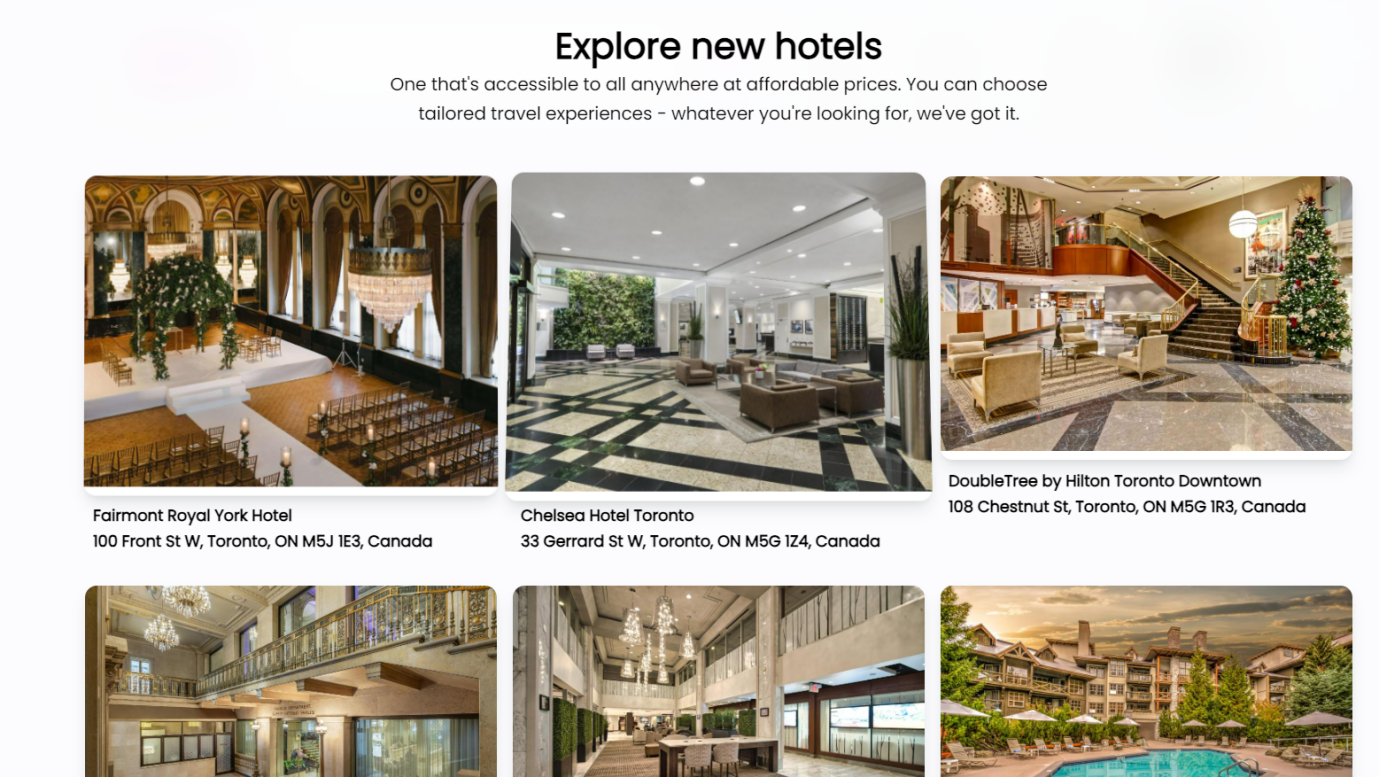 Explore new hotels
One that's accessible to all anywhere at affordable prices. You can choose
tailored travel experiences - whatever you're looking for, we've got it.
Fairmont Royal York Hotel
100 Front St W, Toronto, ON M5J 1E3, Canada
Chelsea Hotel Toronto
33 Gerrard St W, Toronto, ON M5G 1Z4, Canada
DoubleTree by Hilton Toronto Downtown
108 Chestnut St, Toronto, ON M5G 1R3, Canada